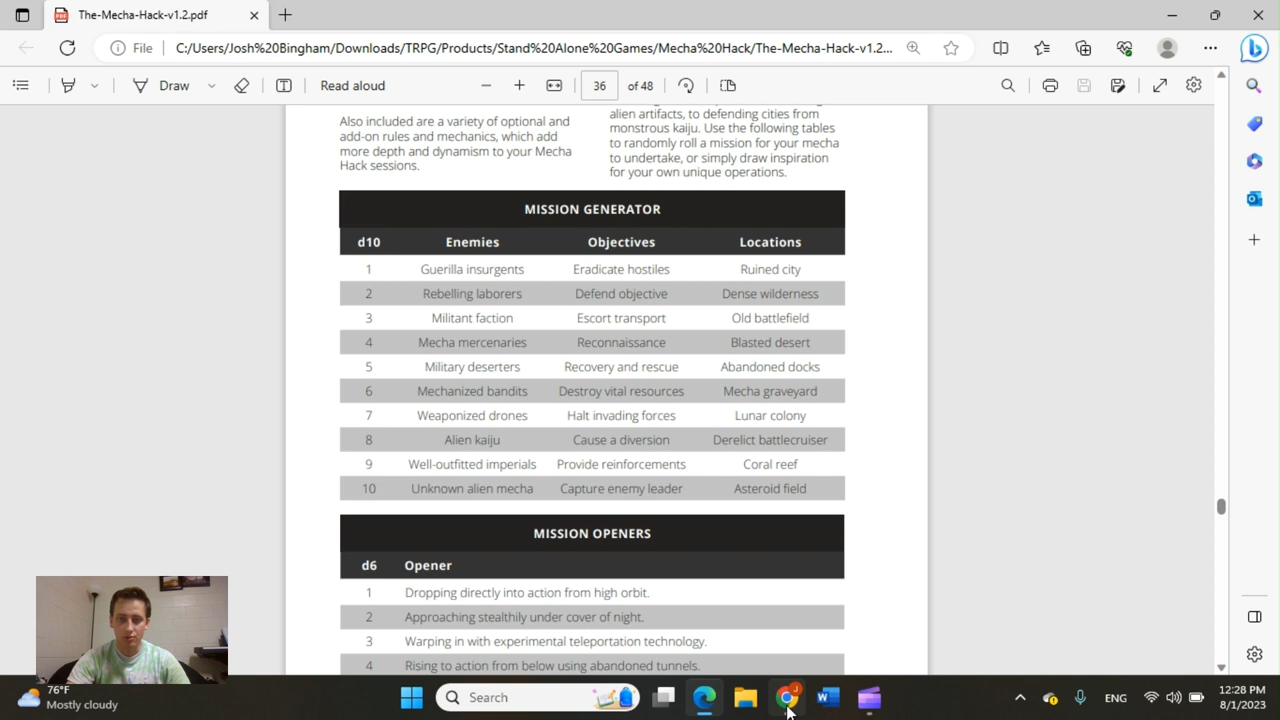 The-Mecha-Hack-v1.2.pdf
File
C:/Users/Josh%20Bingham/Downloads/TRPG/Products/Stand%20Alone%20Games/Mecha%20Hack/The-Mecha-Hack-v1.2...
Draw
Read aloud
36
of 48
Also included are a variety of optional and
add-on rules and mechanics, which add
more depth and dynamism to your Mecha
Hack sessions.
alien artifacts, to defending cities from
monstrous kaiju. Use the following tables
to randomly roll a mission for your mecha
to undertake, or simply draw inspiration
for your own unique operations.
MISSION GENERATOR
d10 Enemies Objectives Locations
1 Guerilla insurgents Eradicate hostiles Ruined city
2 Rebelling laborers Defend objective Dense wilderness
3 Militant faction Escort transport Old battlefield
4 Mecha mercenaries Reconnaissance Blasted desert
5 Military deserters Recovery and rescue Abandoned docks
6 Mechanized bandits Destroy vital resources Mecha graveyard
7 Weaponized drones Halt invading forces Lunar colony
8 Alien kaiju Cause a diversion Derelict battlecruiser
9 Well-outfitted imperials Provide reinforcements Coral reef
10 Unknown alien mecha Capture enemy leader Asteroid field
MISSION OPENERS
d6 Opener
1 Dropping directly into action from high orbit.
2 Approaching stealthily under cover of night.
3 Warping in with experimental teleportation technology.
4 Rising to action from below using abandoned tunnels.
76°F
Mostly cloudy
Search
ENG
12:28 PM
8/1/2023